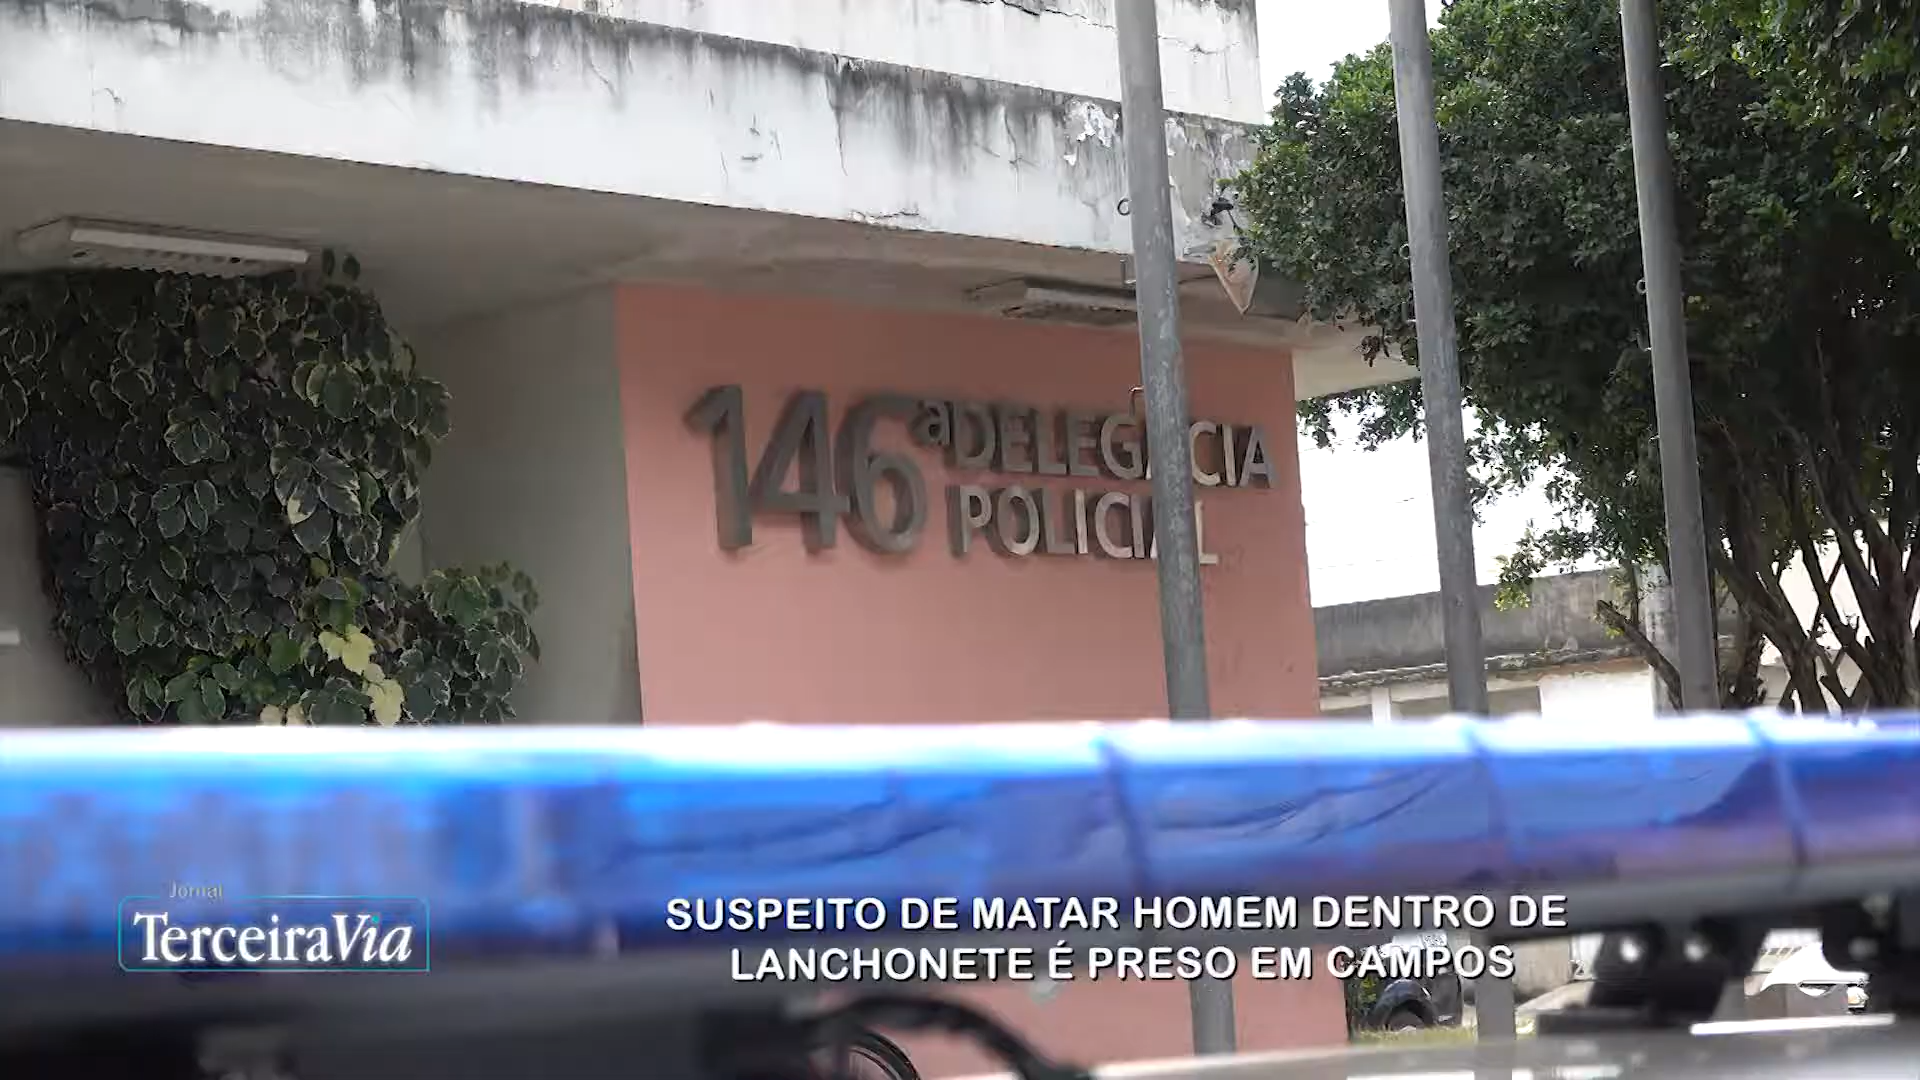 146ª DELEGACIA
POLICIAL
Jornal
TerceiraVia
SUSPEITO DE MATAR HOMEM DENTRO DE
LANCHONETE É PRESO EM CAMPOS